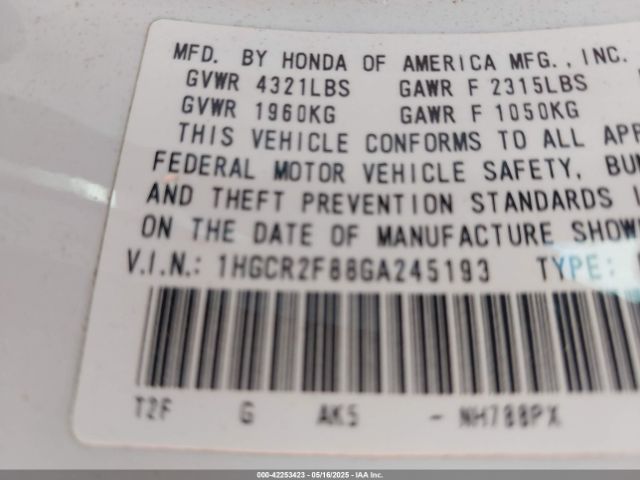 MFD. BY HONDA OF AMERICA MFG., INC.
GVWR 4321LBS GAWR F 2315LBS
GVWR 1960KG GAWR F 1050KG
THIS VEHICLE CONFORMS TO ALL APP
FEDERAL MOTOR VEHICLE SAFETY, BU
AND THEFT PREVENTION STANDARDS I
ON THE DATE OF MANUFACTURE SHOW
V.I.N.: 1HGCR2F88GA245193 TYPE:
T2F G AK5 - NH788PX
000-42253423 - 05/16/2025 - IAA Inc.